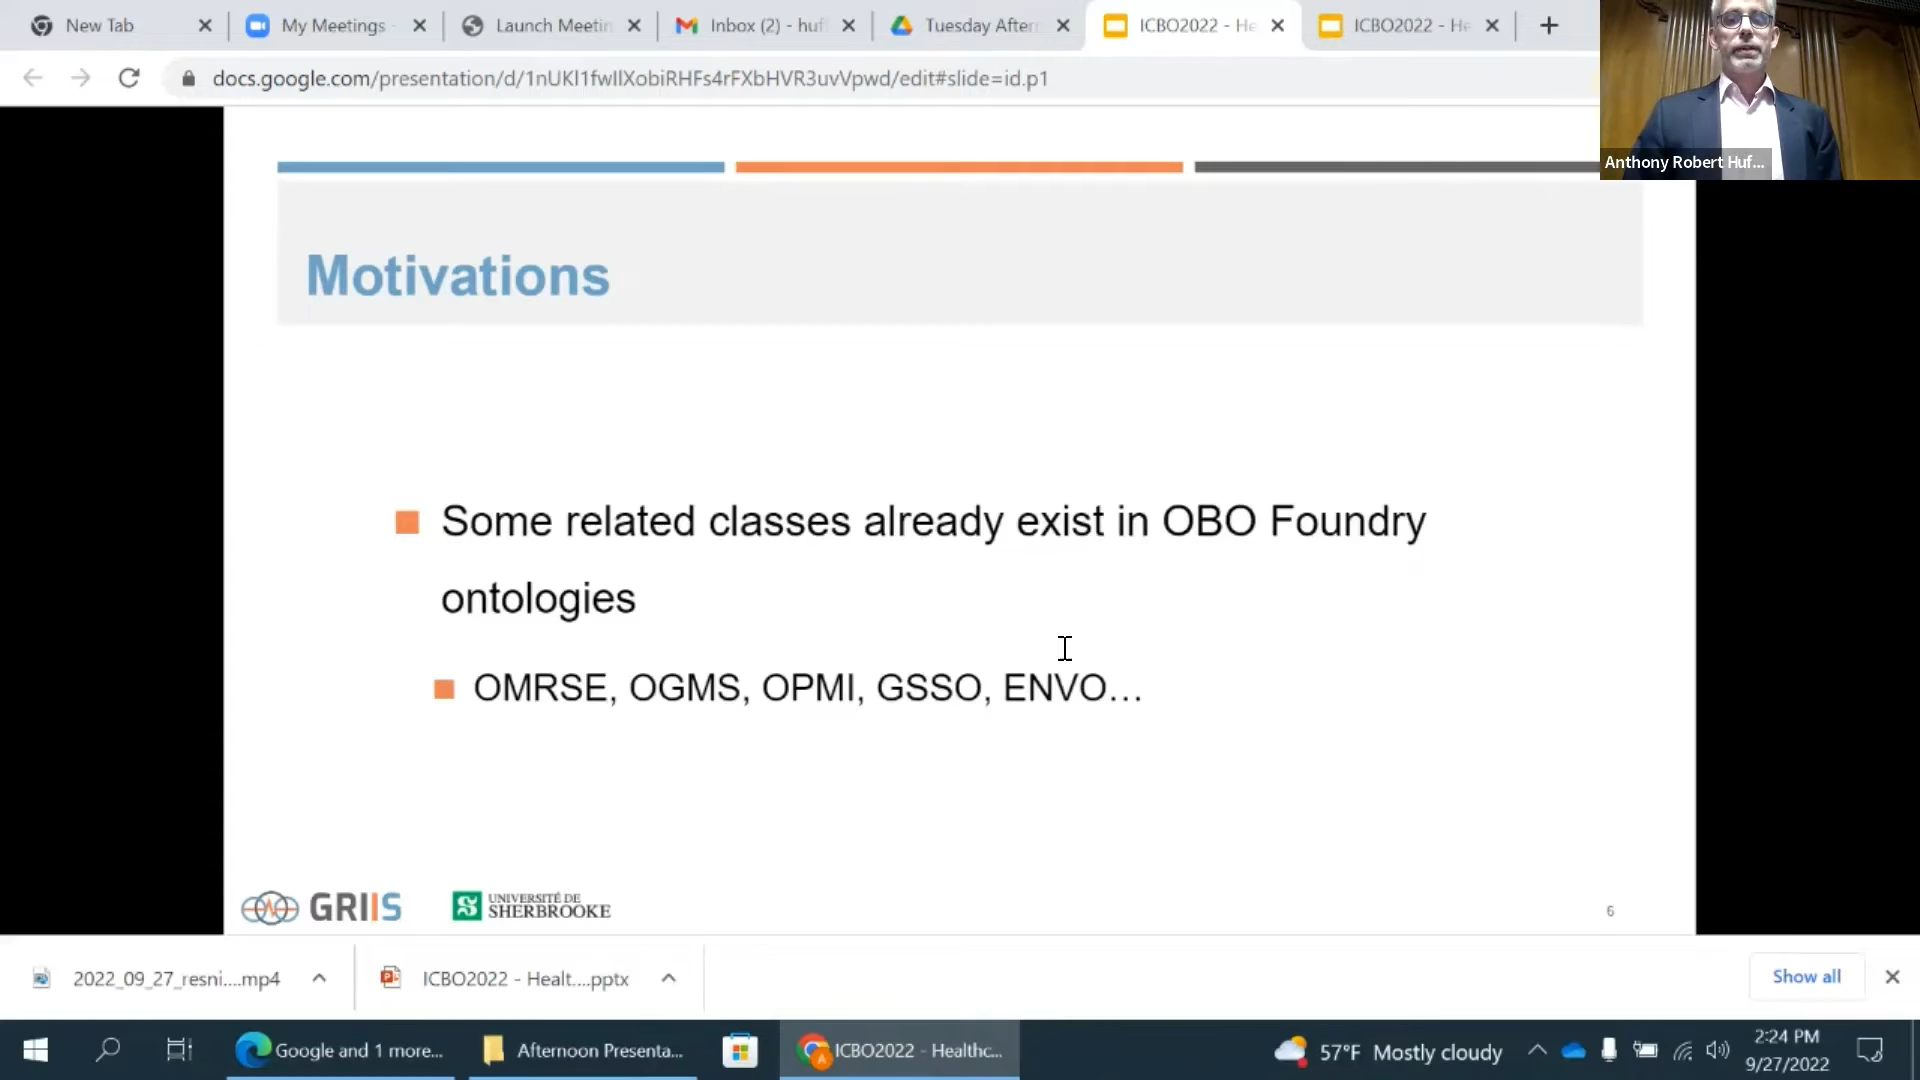 New Tab
My Meetings -
Launch Meetin
Inbox (2) - huf
Tuesday After
ICBO2022 - He
ICBO2022 - He
docs.google.com/presentation/d/1nUKl1fwIlXobiRHFs4rFXbHVR3uvVpwd/edit#slide=id.p1
Anthony Robert Huf...
Motivations
Some related classes already exist in OBO Foundry
ontologies
OMRSE, OGMS, OPMI, GSSO, ENVO…
GRIIS
UNIVERSITÉ DE
SHERBROOKE
6
2022_09_27_resni....mp4
ICBO2022 - Healt....pptx
Show all
Google and 1 more...
Afternoon Presenta...
ICBO2022 - Healthc...
57°F Mostly cloudy
2:24 PM
9/27/2022